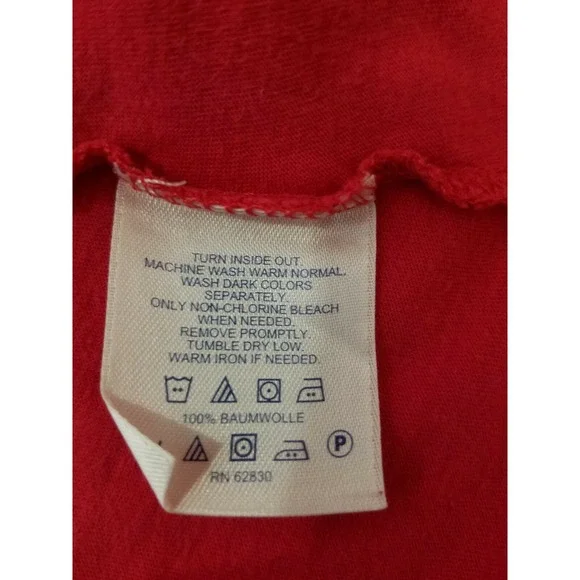 TURN INSIDE OUT.
MACHINE WASH WARM NORMAL.
WASH DARK COLORS
SEPARATELY.
ONLY NON-CHLORINE BLEACH
WHEN NEEDED.
REMOVE PROMPTLY.
TUMBLE DRY LOW.
WARM IRON IF NEEDED.
100% BAUMWOLLE
P
RN 62830